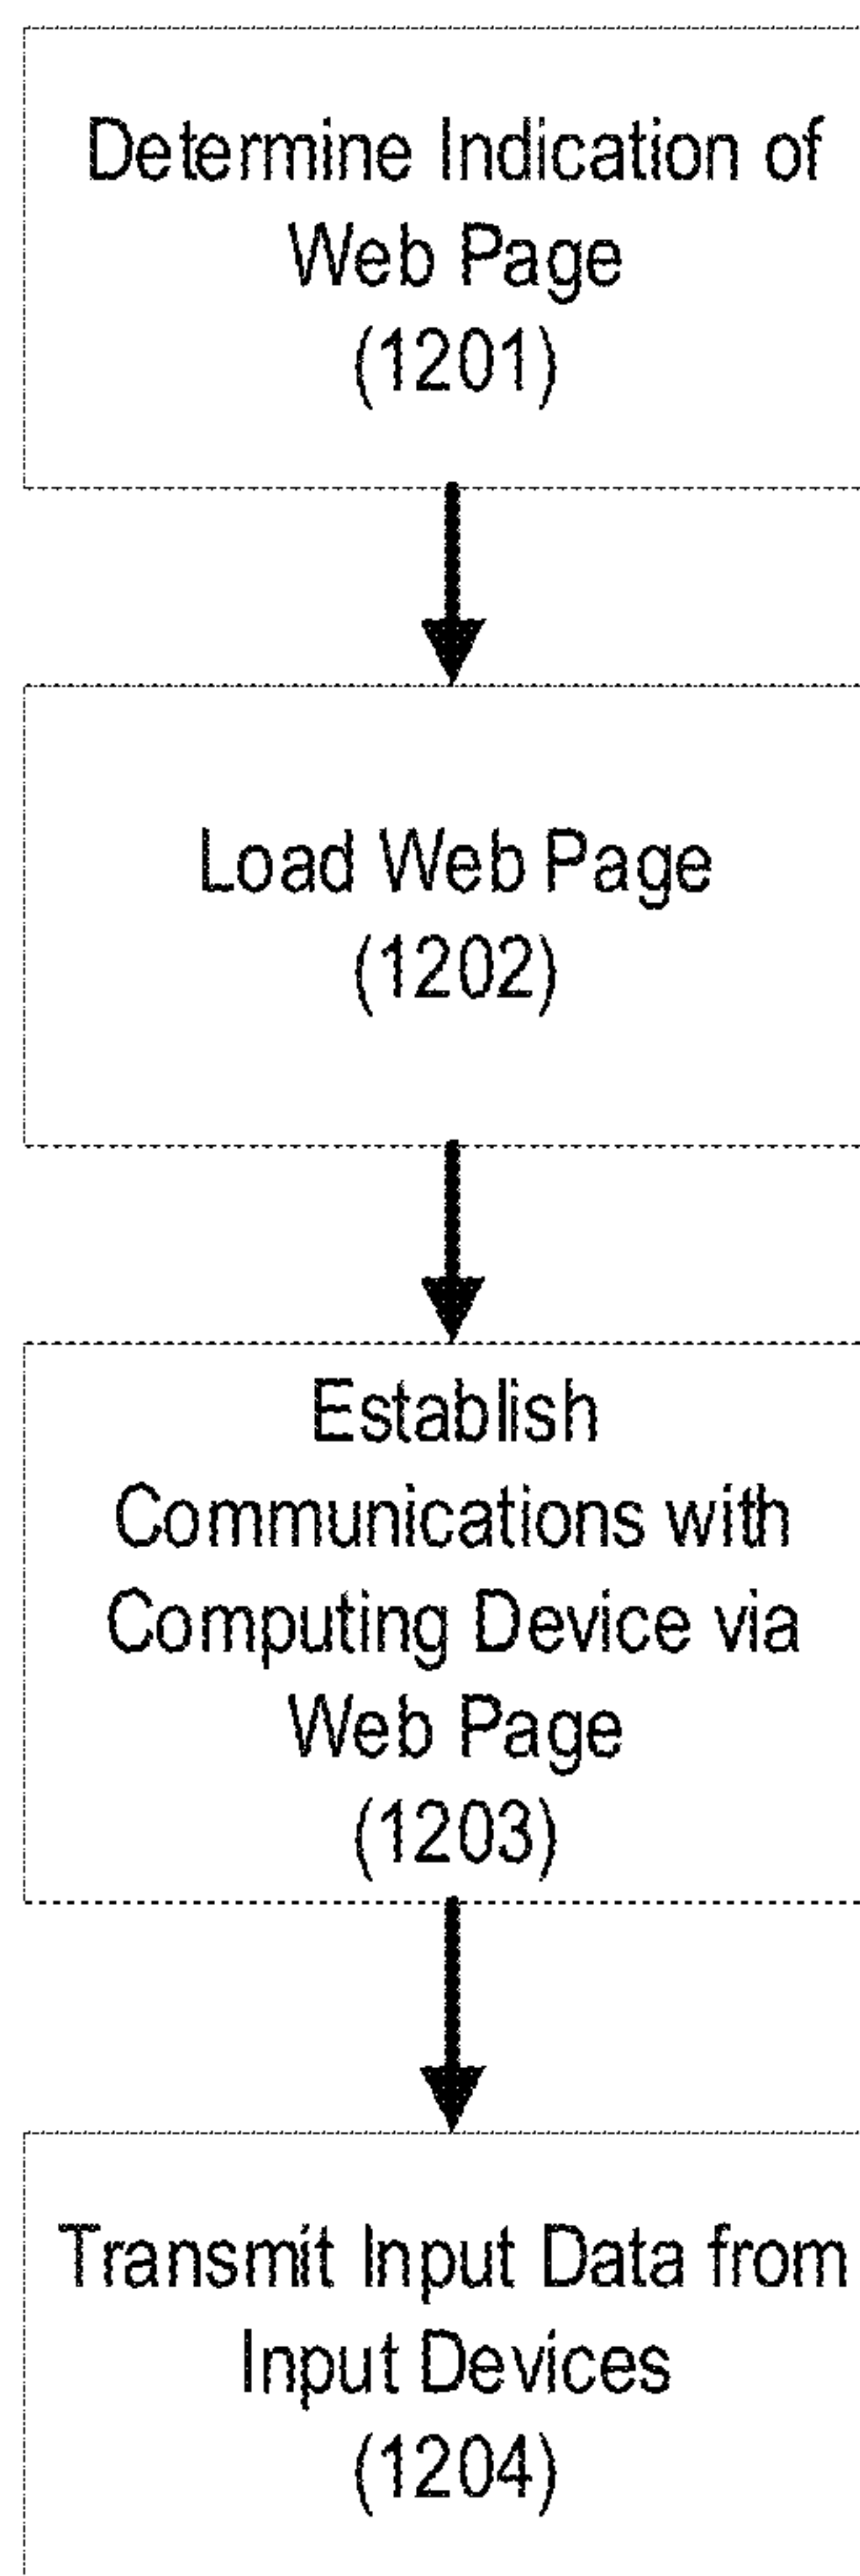 Determine Indication of
Web Page
(1201)
Load Web Page
(1202)
Establish
Communications with
Computing Device via
Web Page
(1203)
Transmit Input Data from
Input Devices
(1204)